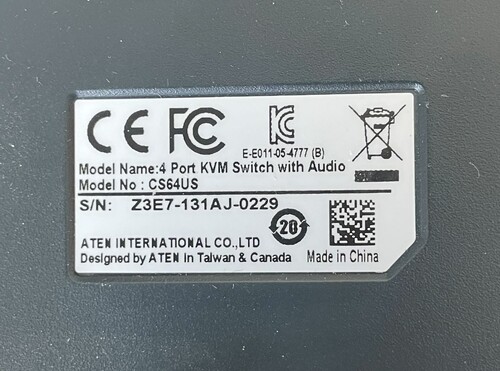 CE FC
E-E011-05-4777 (B)
Model Name:4 Port KVM Switch with Audio
Model No : CS64US
S/N: Z3E7-131AJ-0229
20
ATEN INTERNATIONAL CO.,LTD
Designed by ATEN in Taiwan & Canada
Made in China